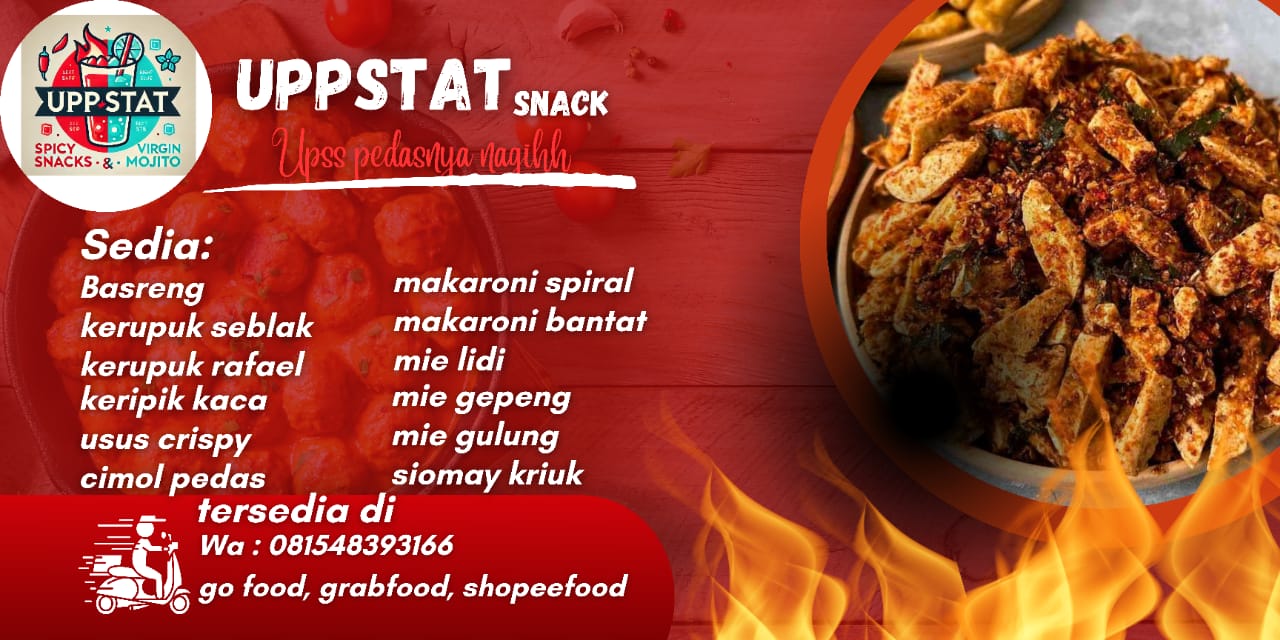 UPP·STAT
SPICY
SNACKS
&
VIRGIN
MOJITO
UPPSTAT SNACK
Upss pedasnya nagihh
Sedia:
Basreng
kerupuk seblak
kerupuk rafael
keripik kaca
usus crispy
cimol pedas
makaroni spiral
makaroni bantat
mie lidi
mie gepeng
mie gulung
siomay kriuk
tersedia di
Wa : 081548393166
go food, grabfood, shopeefood